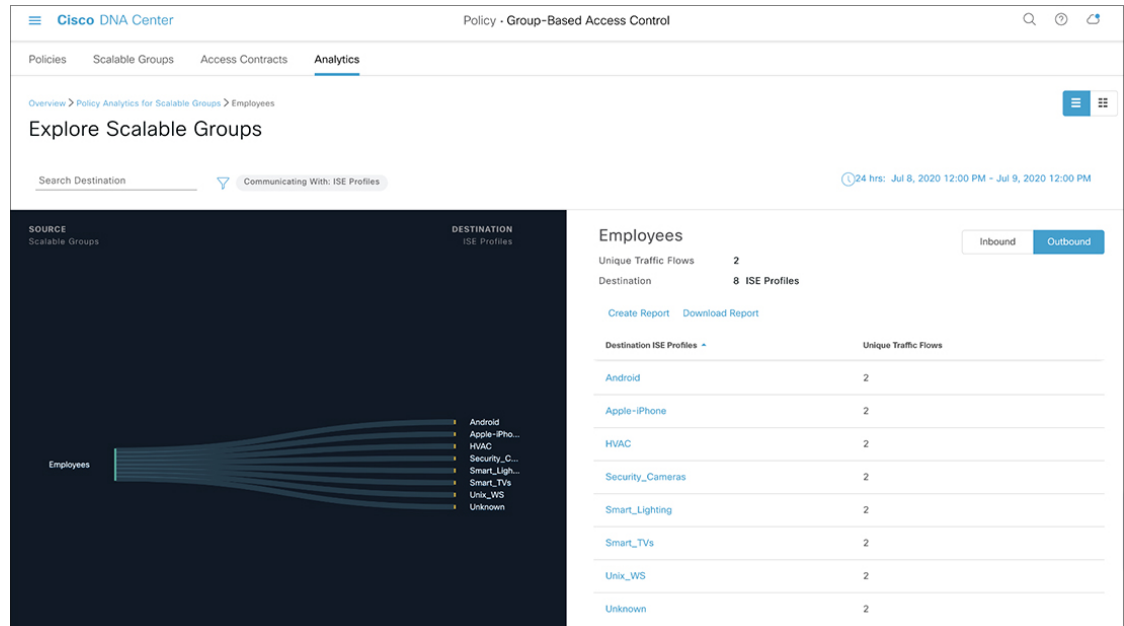 Cisco DNA Center
Policy · Group-Based Access Control
Policies Scalable Groups Access Contracts Analytics
Overview > Policy Analytics for Scalable Groups > Employees
Explore Scalable Groups
Search Destination
Communicating With: ISE Profiles
24 hrs: Jul 8, 2020 12:00 PM - Jul 9, 2020 12:00 PM
SOURCE
Scalable Groups
DESTINATION
ISE Profiles
Employees
Android
Apple-iPho...
HVAC
Security_C...
Smart_Ligh...
Smart_TVs
Unix_WS
Unknown
Employees
Inbound Outbound
Unique Traffic Flows 2
Destination 8 ISE Profiles
Create Report Download Report
Destination ISE Profiles Unique Traffic Flows
Android 2
Apple-iPhone 2
HVAC 2
Security_Cameras 2
Smart_Lighting 2
Smart_TVs 2
Unix_WS 2
Unknown 2